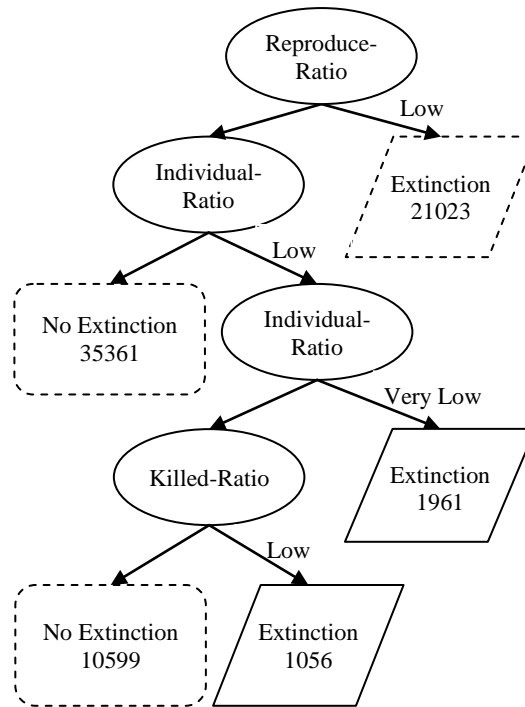 Reproduce-
Ratio
Low
Individual-
Ratio
Extinction
21023
Low
No Extinction
35361
Individual-
Ratio
Very Low
Killed-Ratio
Extinction
1961
Low
No Extinction
10599
Extinction
1056